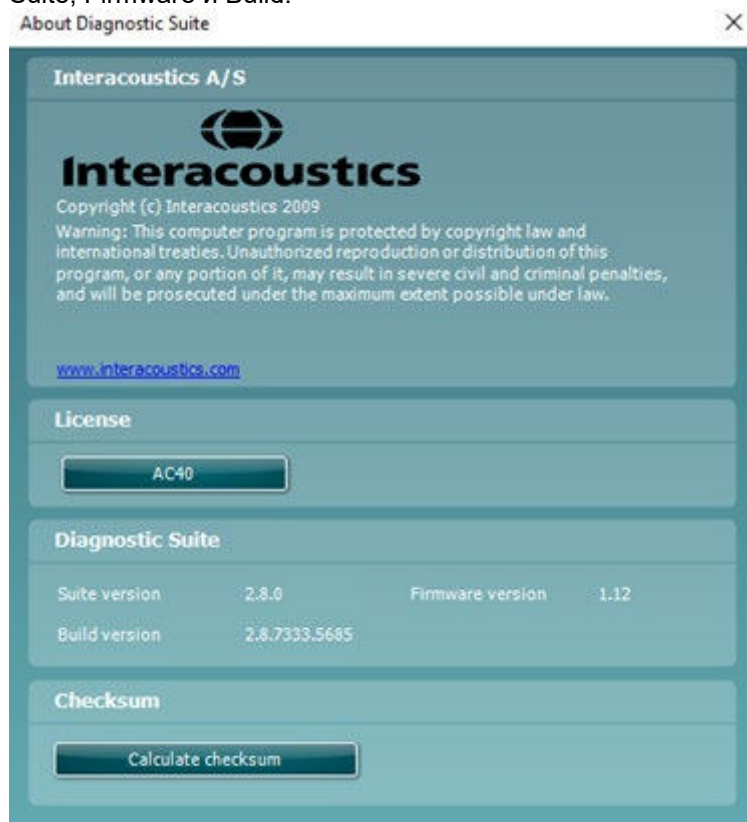 Suite, Firmware и Build.
About Diagnostic Suite
Interacoustics A/S
Interacoustics
Copyright (c) Interacoustics 2009
Warning: This computer program is protected by copyright law and
international treaties. Unauthorized reproduction or distribution of this
program, or any portion of it, may result in severe civil and criminal penalties,
and will be prosecuted under the maximum extent possible under law.
www.interacoustics.com
License
AC40
Diagnostic Suite
Suite version 2.8.0 Firmware version 1.12
Build version 2.8.7333.5685
Checksum
Calculate checksum